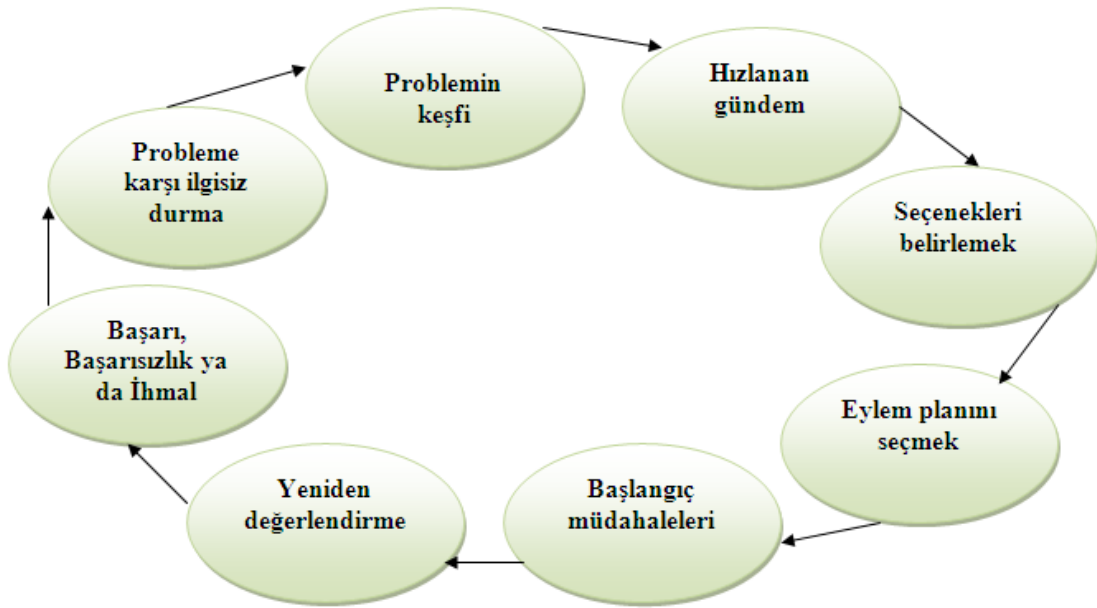 Problemin
keşfi
Hızlanan
gündem
Seçenekleri
belirlemek
Eylem planını
seçmek
Başlangıç
müdahaleleri
Yeniden
değerlendirme
Başarı,
Başarısızlık ya
da İhmal
Probleme
karşı ilgisiz
durma